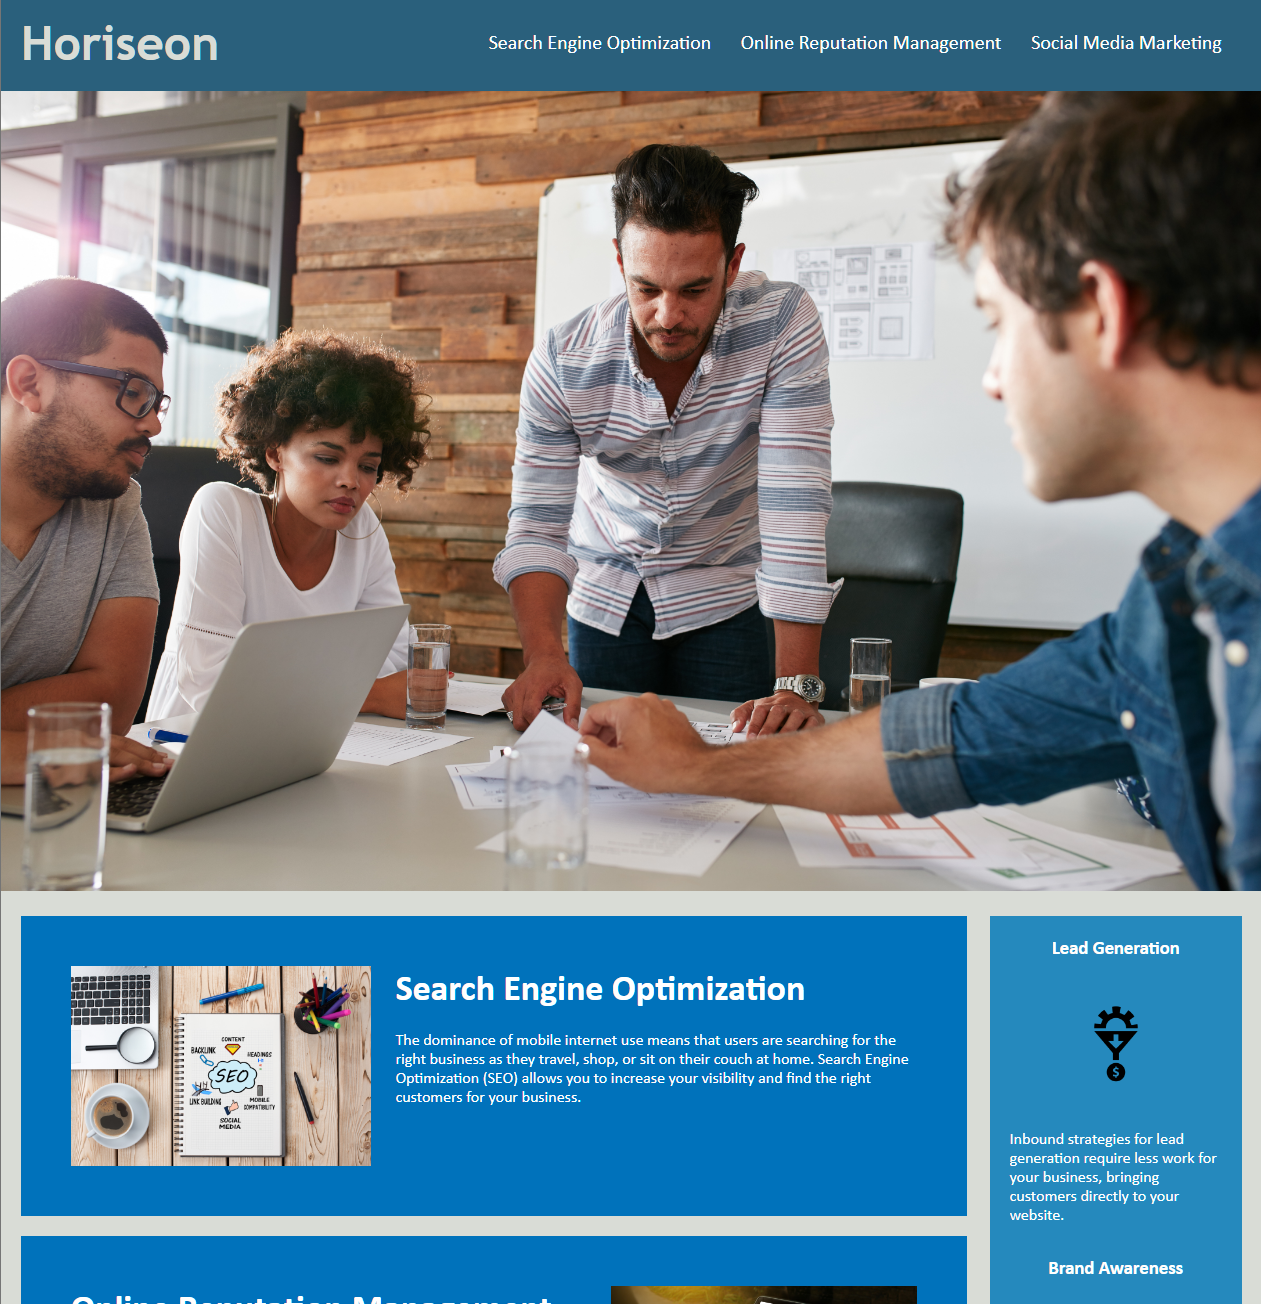 Horiseon
Search Engine Optimization
Online Reputation Management
Social Media Marketing
CONTENT
BACKLINK
HEADINGS
SEO
LINK BUILDING
MOBILE
COMPATIBILITY
SOCIAL
MEDIA
Search Engine Optimization
The dominance of mobile internet use means that users are searching for the
right business as they travel, shop, or sit on their couch at home. Search Engine
Optimization (SEO) allows you to increase your visibility and find the right
customers for your business.
Lead Generation
$
Inbound strategies for lead
generation require less work for
your business, bringing
customers directly to your
website.
Brand Awareness
Online Reputation Management